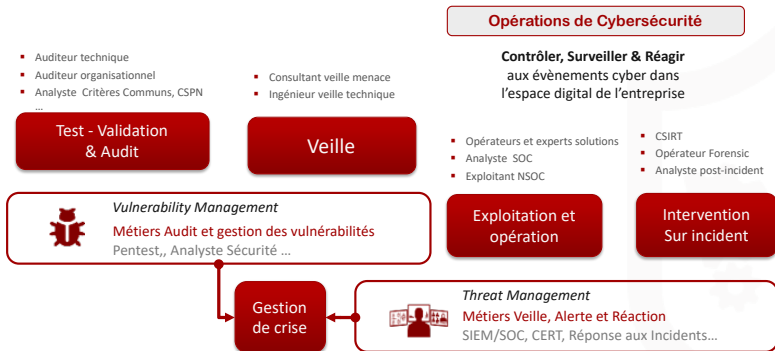 Opérations de Cybersécurité
Contrôler, Surveiller & Réagir
aux évènements cyber dans
l'espace digital de l'entreprise
▪ Auditeur technique
▪ Auditeur organisationnel
▪ Analyste Critères Communs, CSPN
...
Test - Validation
& Audit
▪ Consultant veille menace
▪ Ingénieur veille technique
Veille
▪ Opérateurs et experts solutions
▪ Analyste SOC
▪ Exploitant NSOC
Exploitation et
opération
▪ CSIRT
▪ Opérateur Forensic
▪ Analyste post-incident
Intervention
Sur incident
Vulnerability Management
Métiers Audit et gestion des vulnérabilités
Pentest,, Analyste Sécurité ...
Gestion
de crise
Threat Management
Métiers Veille, Alerte et Réaction
SIEM/SOC, CERT, Réponse aux Incidents...